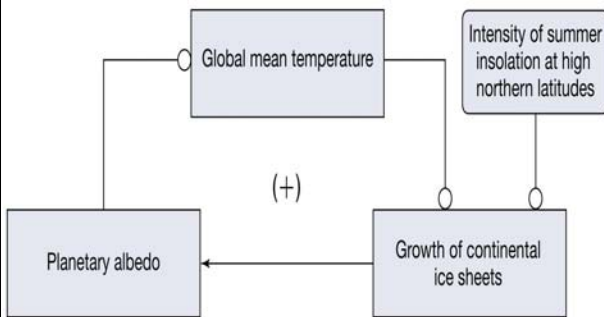 Global mean temperature
Intensity of summer
insolation at high
northern latitudes
(+)
Planetary albedo
Growth of continental
ice sheets